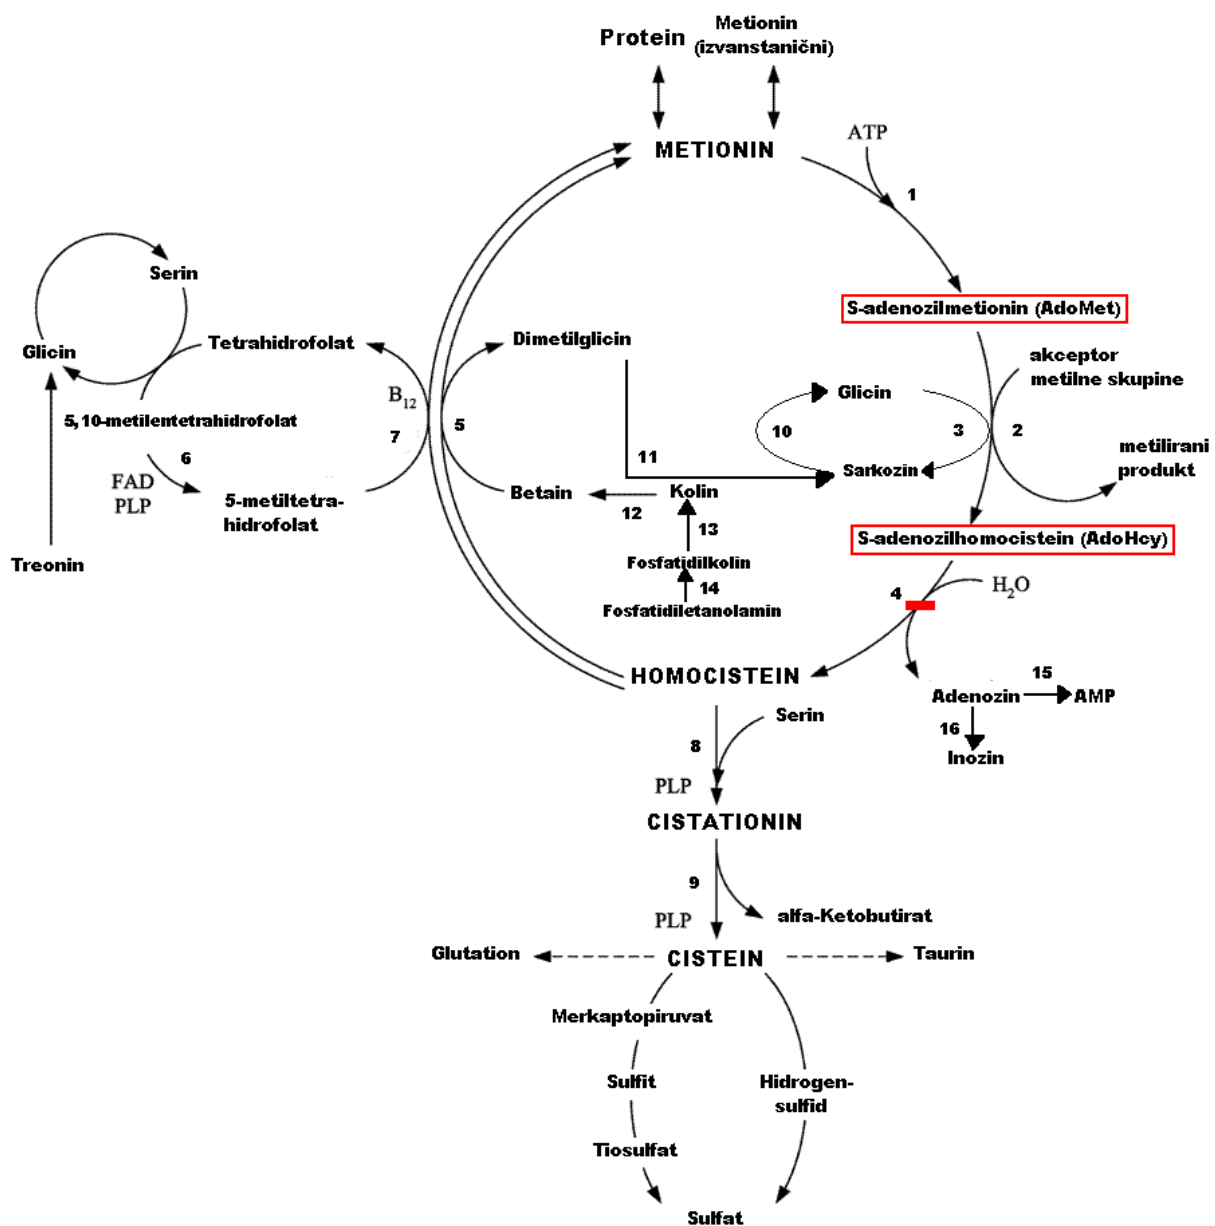 Protein
Metionin
(izvanstanični)
METIONIN
ATP
1
Serin
S-adenozilmetionin (AdoMet)
Glicin
Tetrahidrofolat
Dimetilglicin
akceptor
metilne skupine
B12
Glicin
5,10-metilentetrahidrofolat
7
5
10
3
2
metilirani
produkt
6
11
Sarkozin
FAD
PLP
5-metiltetra-
hidrofolat
Betain
12
Kolin
13
Treonin
Fosfatidilkolin
14
Fosfatidiletanolamin
S-adenozilhomocistein (AdoHcy)
4
H2O
HOMOCISTEIN
15
Adenozin
AMP
16
Inozin
Serin
8
PLP
CISTATIONIN
9
alfa-Ketobutirat
PLP
Glutation
CISTEIN
Taurin
Merkaptopiruvat
Sulfit
Hidrogen-
sulfid
Tiosulfat
Sulfat